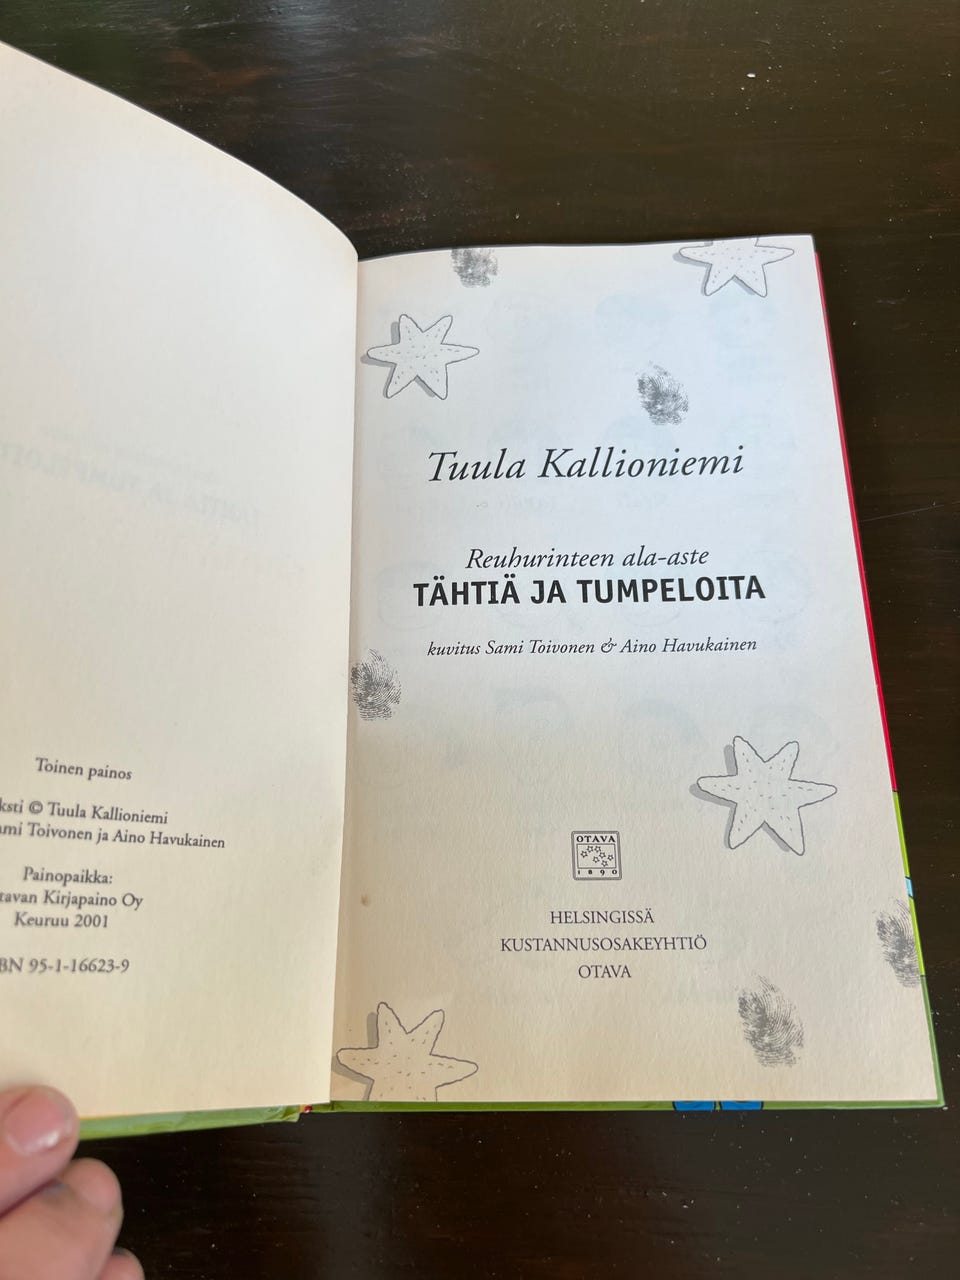 Toinen painos
© Tuula Kallioniemi
Toivonen ja Aino Havukainen
Painopaikka:
Kirjapaino Oy
Keuruu 2001
95-1-16623-9
Tuula Kallioniemi
Reuhurinteen ala-aste
TÄHTIÄ JA TUMPELOITA
kuvitus Sami Toivonen & Aino Havukainen
OTAVA
1890
HELSINGISSÄ
KUSTANNUSOSAKEYHTIÖ
OTAVA